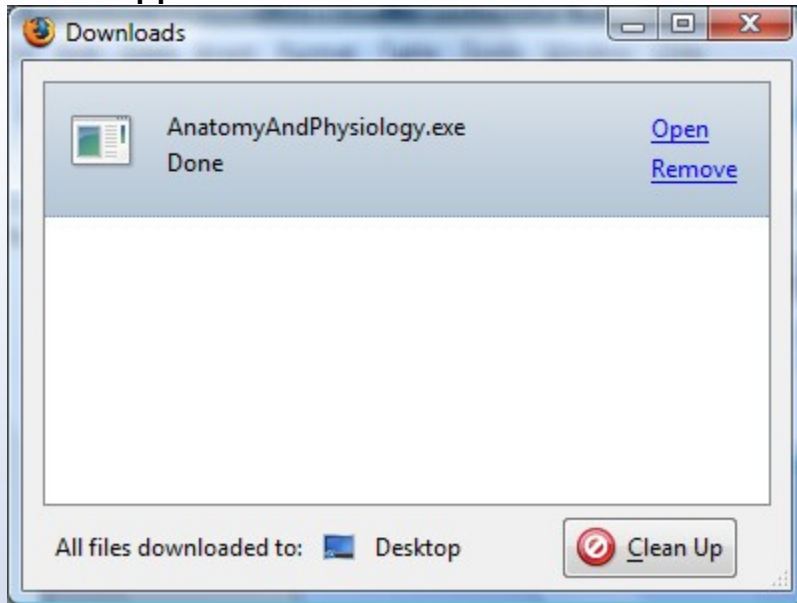 Downloads
AnatomyAndPhysiology.exe
Open
Done
Remove
All files downloaded to: Desktop
Clean Up